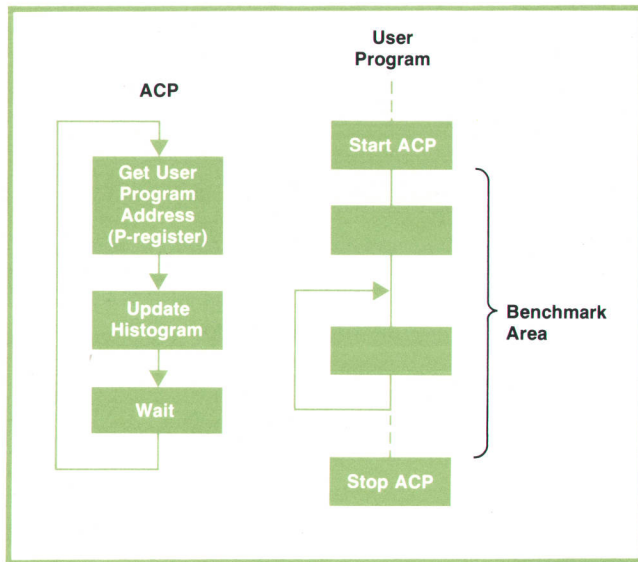 ACP
Get User
Program
Address
(P-register)
Update
Histogram
Wait
User
Program
Start ACP
Stop ACP
Benchmark
Area